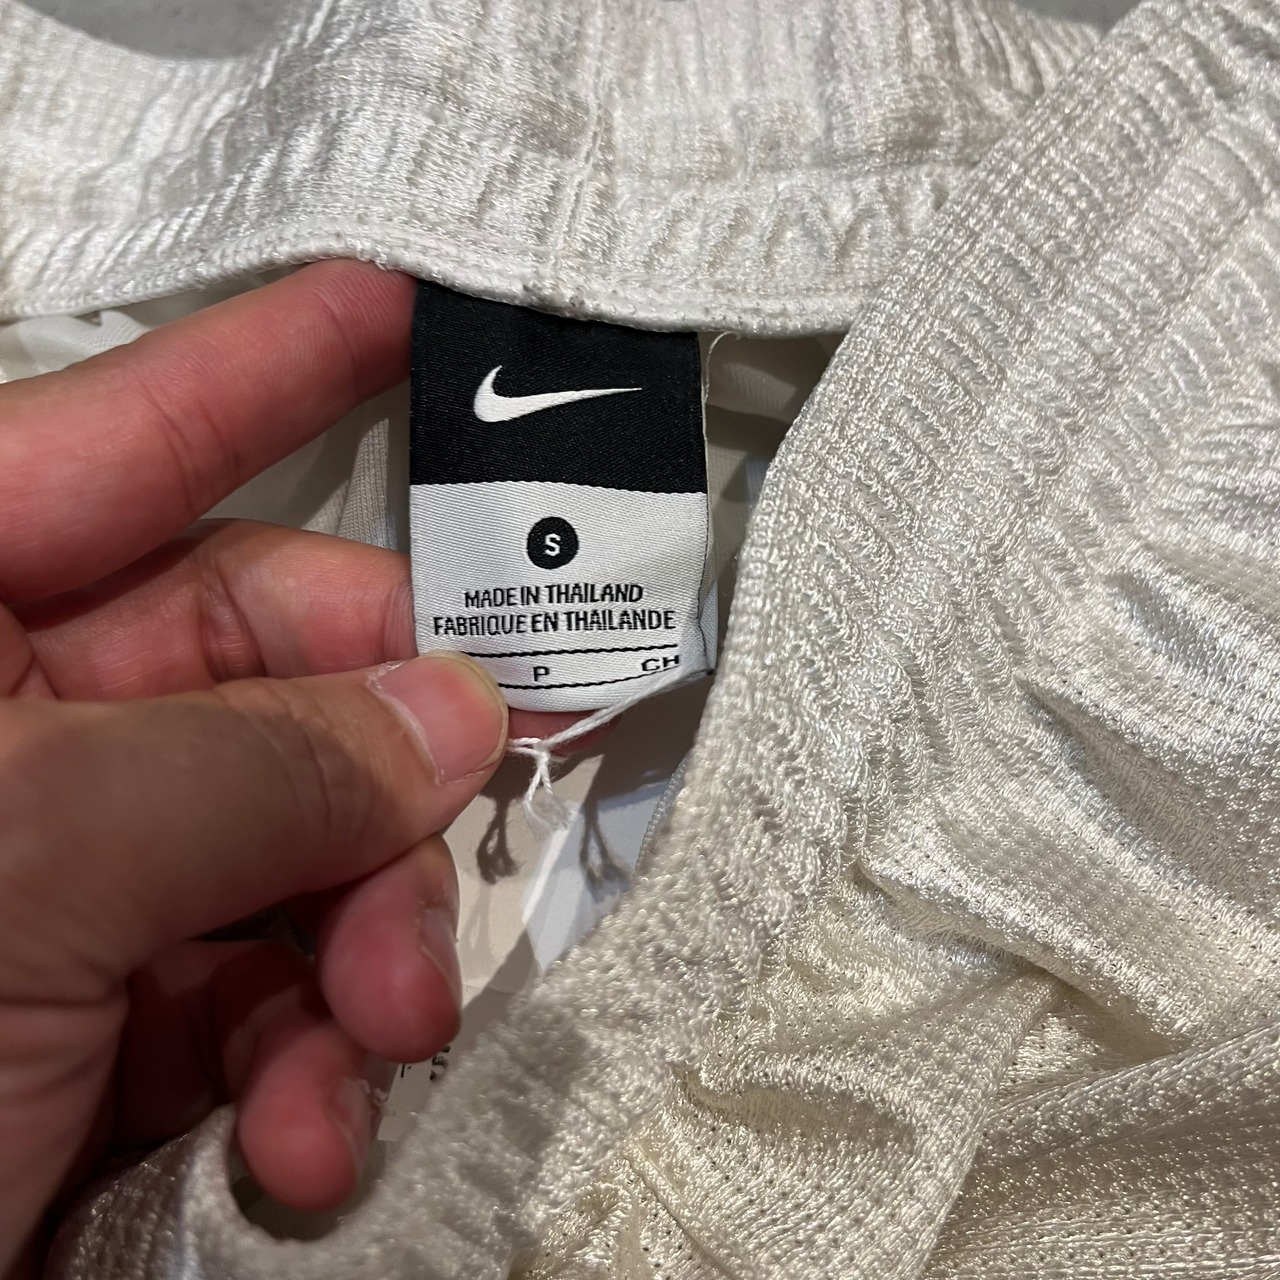 S
MADE IN THAILAND
FABRIQUE EN THAILANDE
P CH